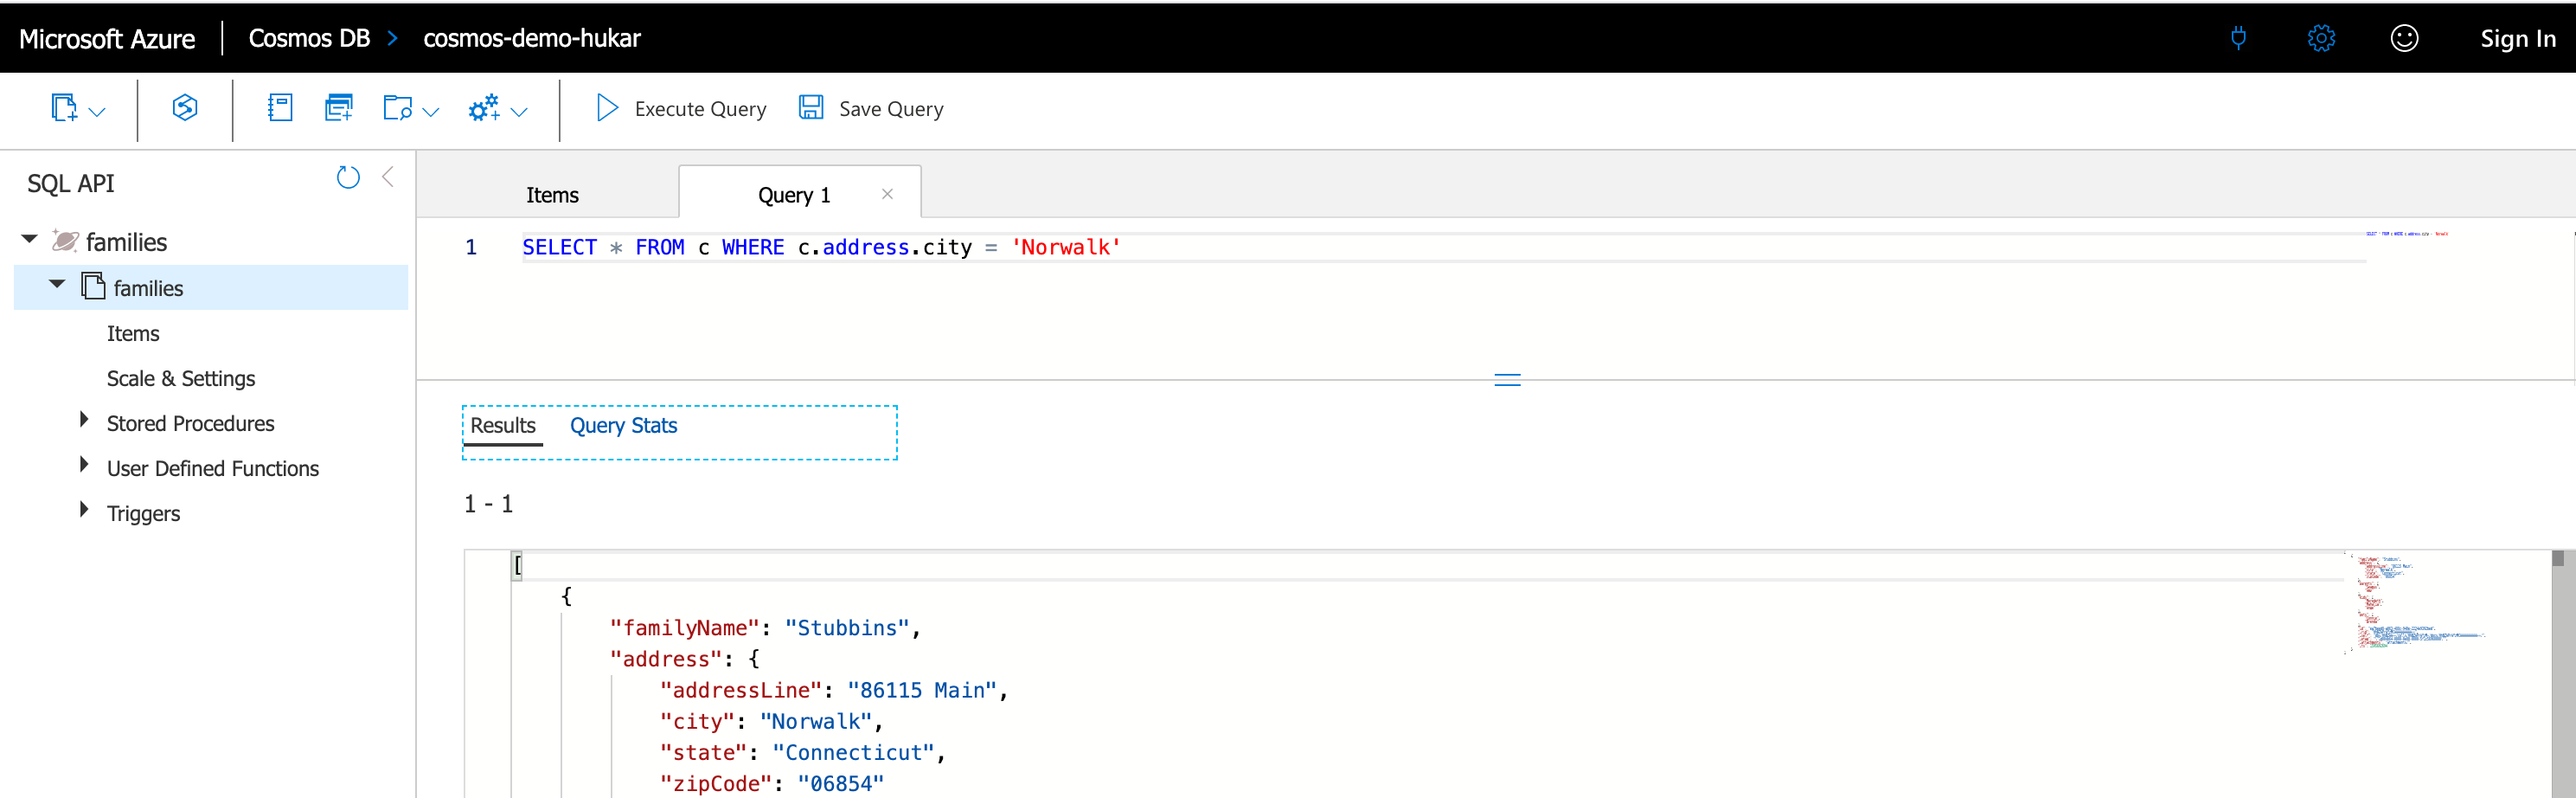 Microsoft Azure Cosmos DB > cosmos-demo-hukar Sign In
Execute Query Save Query
SQL API
families
families
Items
Scale & Settings
Stored Procedures
User Defined Functions
Triggers
Items Query 1
1 SELECT * FROM c WHERE c.address.city = 'Norwalk'
Results Query Stats
1 - 1
[
{
"familyName": "Stubbins",
"address": {
"addressLine": "86115 Main",
"city": "Norwalk",
"state": "Connecticut",
"zipCode": "06854"